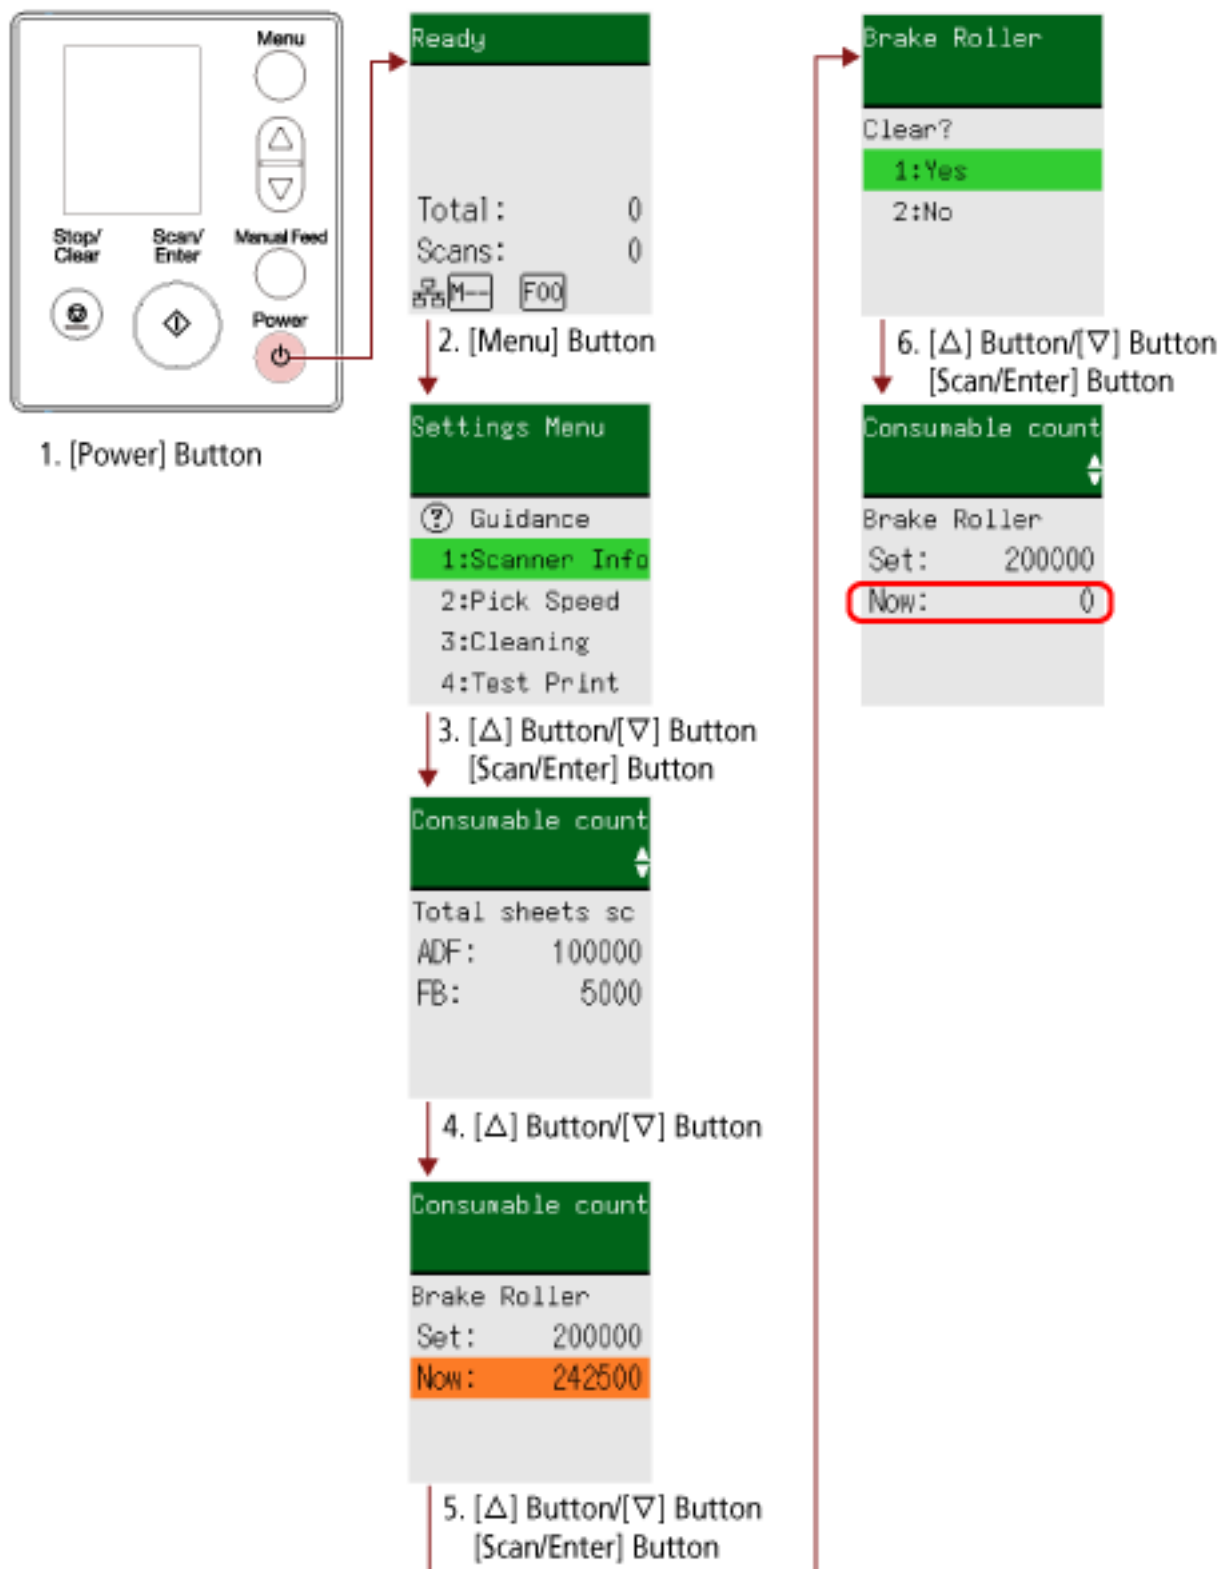 Menu
Stop/
Clear
Scan/
Enter
Manual Feed
Power
1. [Power] Button
Ready
Total: 0
Scans: 0
M-- F00
2. [Menu] Button
Settings Menu
? Guidance
1:Scanner Info
2:Pick Speed
3:Cleaning
4:Test Print
3. [△] Button/[▽] Button
[Scan/Enter] Button
Consumable count
Total sheets sc
ADF: 100000
FB: 5000
4. [△] Button/[▽] Button
Consumable count
Brake Roller
Set: 200000
Now: 242500
5. [△] Button/[▽] Button
[Scan/Enter] Button
Brake Roller
Clear?
1:Yes
2:No
6. [△] Button/[▽] Button
[Scan/Enter] Button
Consumable count
Brake Roller
Set: 200000
Now: 0